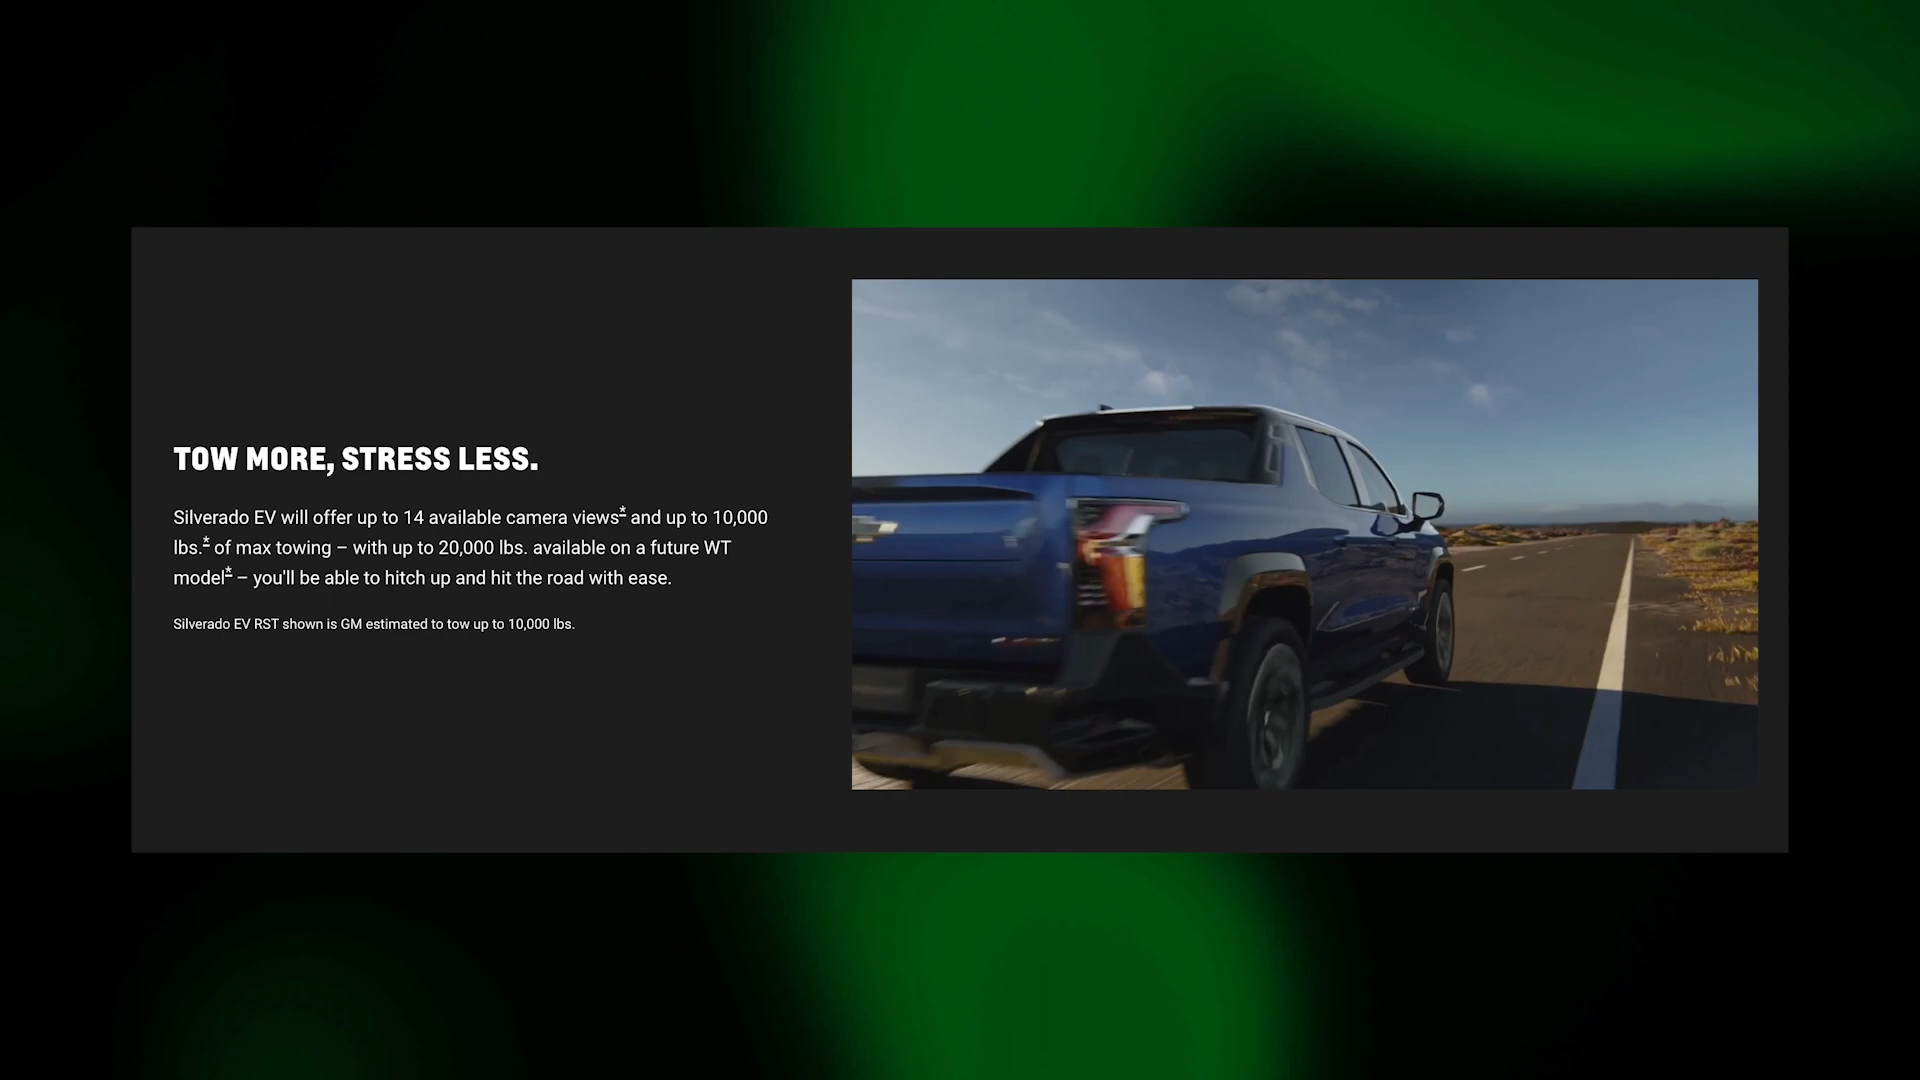 TOW MORE, STRESS LESS.
Silverado EV will offer up to 14 available camera views* and up to 10,000
lbs.* of max towing – with up to 20,000 lbs. available on a future WT
model* – you'll be able to hitch up and hit the road with ease.
Silverado EV RST shown is GM estimated to tow up to 10,000 lbs.